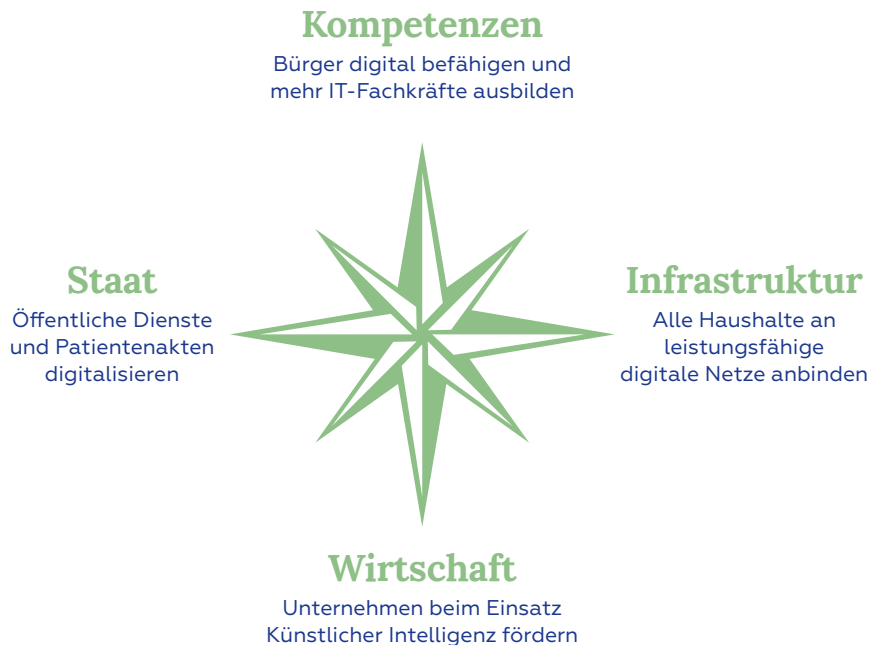 Kompetenzen
Bürger digital befähigen und
mehr IT-Fachkräfte ausbilden
Staat
Öffentliche Dienste
und Patientenakten
digitalisieren
Infrastruktur
Alle Haushalte an
leistungsfähige
digitale Netze anbinden
Wirtschaft
Unternehmen beim Einsatz
Künstlicher Intelligenz fördern